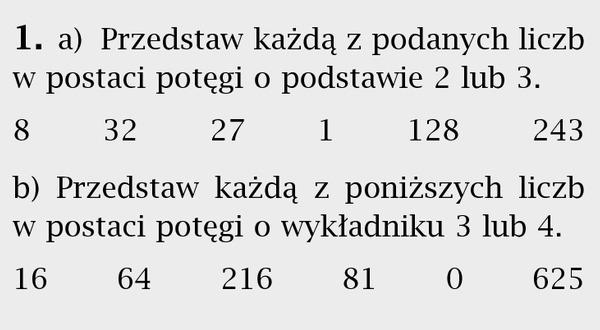 1. a) Przedstaw każdą z podanych liczb
w postaci potęgi o podstawie 2 lub 3.
8 32 27 1 128 243
b) Przedstaw każdą z poniższych liczb
w postaci potęgi o wykładniku 3 lub 4.
16 64 216 81 0 625